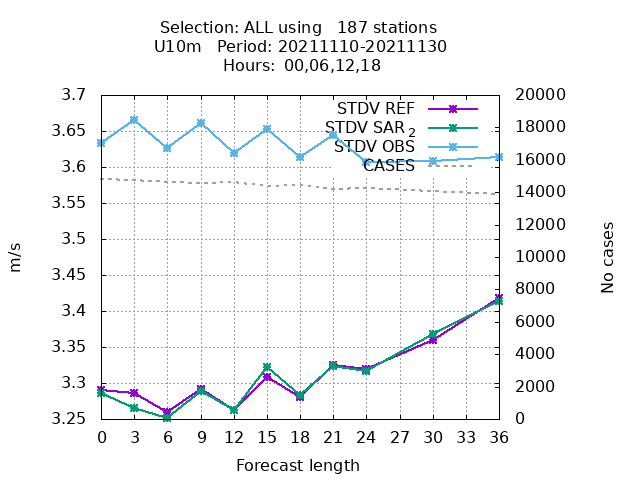 Selection: ALL using   187 stations
U10m   Period: 20211110-20211130
Hours: 00,06,12,18
3.7
3.65
3.6
3.55
3.5
3.45
3.4
3.35
3.3
3.25
20000
18000
16000
14000
12000
10000
8000
6000
4000
2000
0
STDV REF
STDV SAR 2
STDV OBS
CASES
m/s
No cases
0 3 6 9 12 15 18 21 24 27 30 33 36
Forecast length